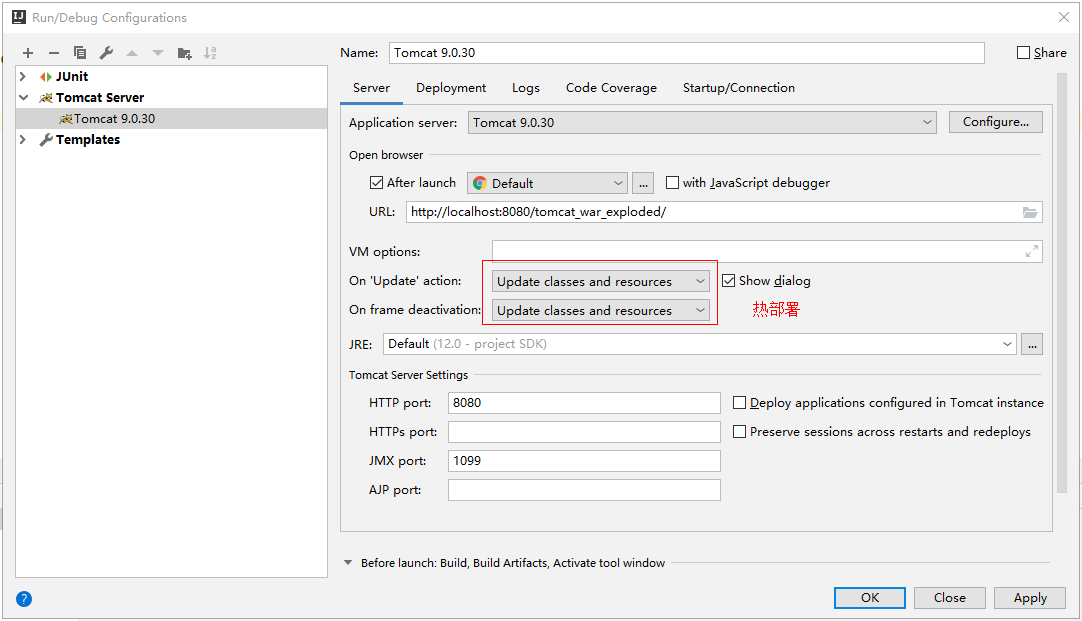 Run/Debug Configurations
JUnit
Tomcat Server
Tomcat 9.0.30
Templates
Name: Tomcat 9.0.30 Share
Server Deployment Logs Code Coverage Startup/Connection
Application server: Tomcat 9.0.30 Configure...
Open browser
After launch Default ... with JavaScript debugger
URL: http://localhost:8080/tomcat_war_exploded/
VM options:
On 'Update' action: Update classes and resources Show dialog
On frame deactivation: Update classes and resources 热部署
JRE: Default (12.0 - project SDK) ...
Tomcat Server Settings
HTTP port: 8080 Deploy applications configured in Tomcat instance
HTTPs port: Preserve sessions across restarts and redeploys
JMX port: 1099
AJP port:
Before launch: Build, Build Artifacts, Activate tool window
? OK Close Apply